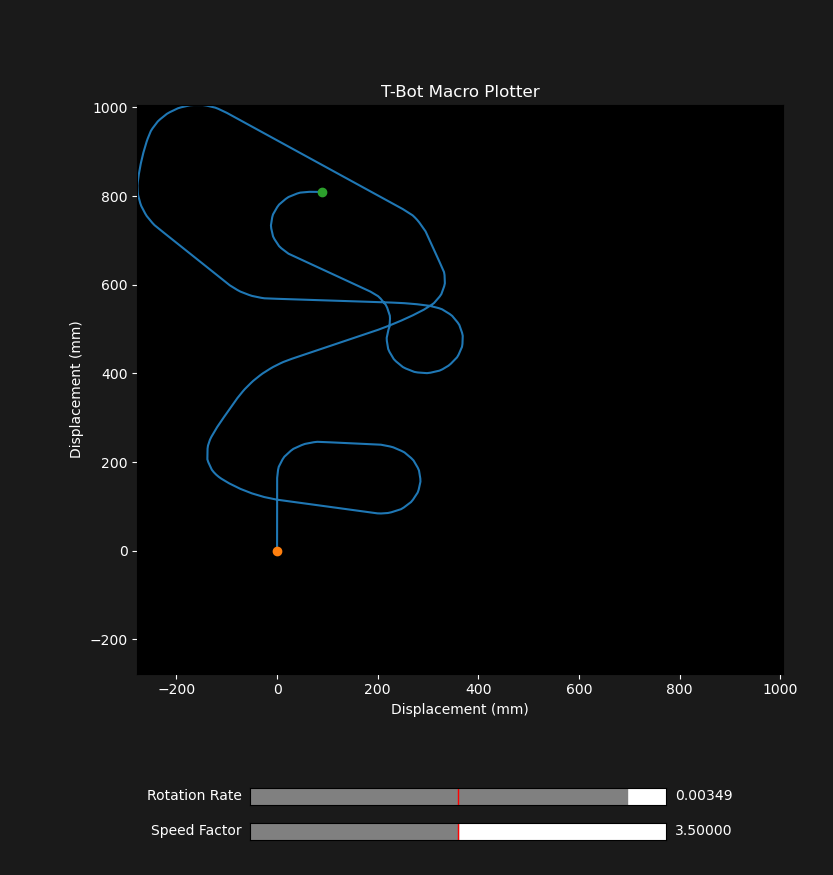 T-Bot Macro Plotter
1000
800
600
400
200
0
−200
Displacement (mm)
−200 0 200 400 600 800 1000
Displacement (mm)
Rotation Rate 0.00349
Speed Factor 3.50000